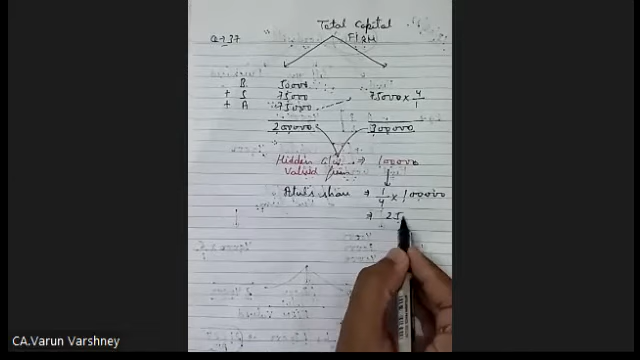 Total Capital
Q→37 FIRM
B 50000
+ S 75000 75000 × 4/1
+ A 75000
200000 300000
Hidden G/w ⇒ 100000
Valued firm
Atul's share ⇒ 1/4 × 100000
⇒ 25
CA.Varun Varshney